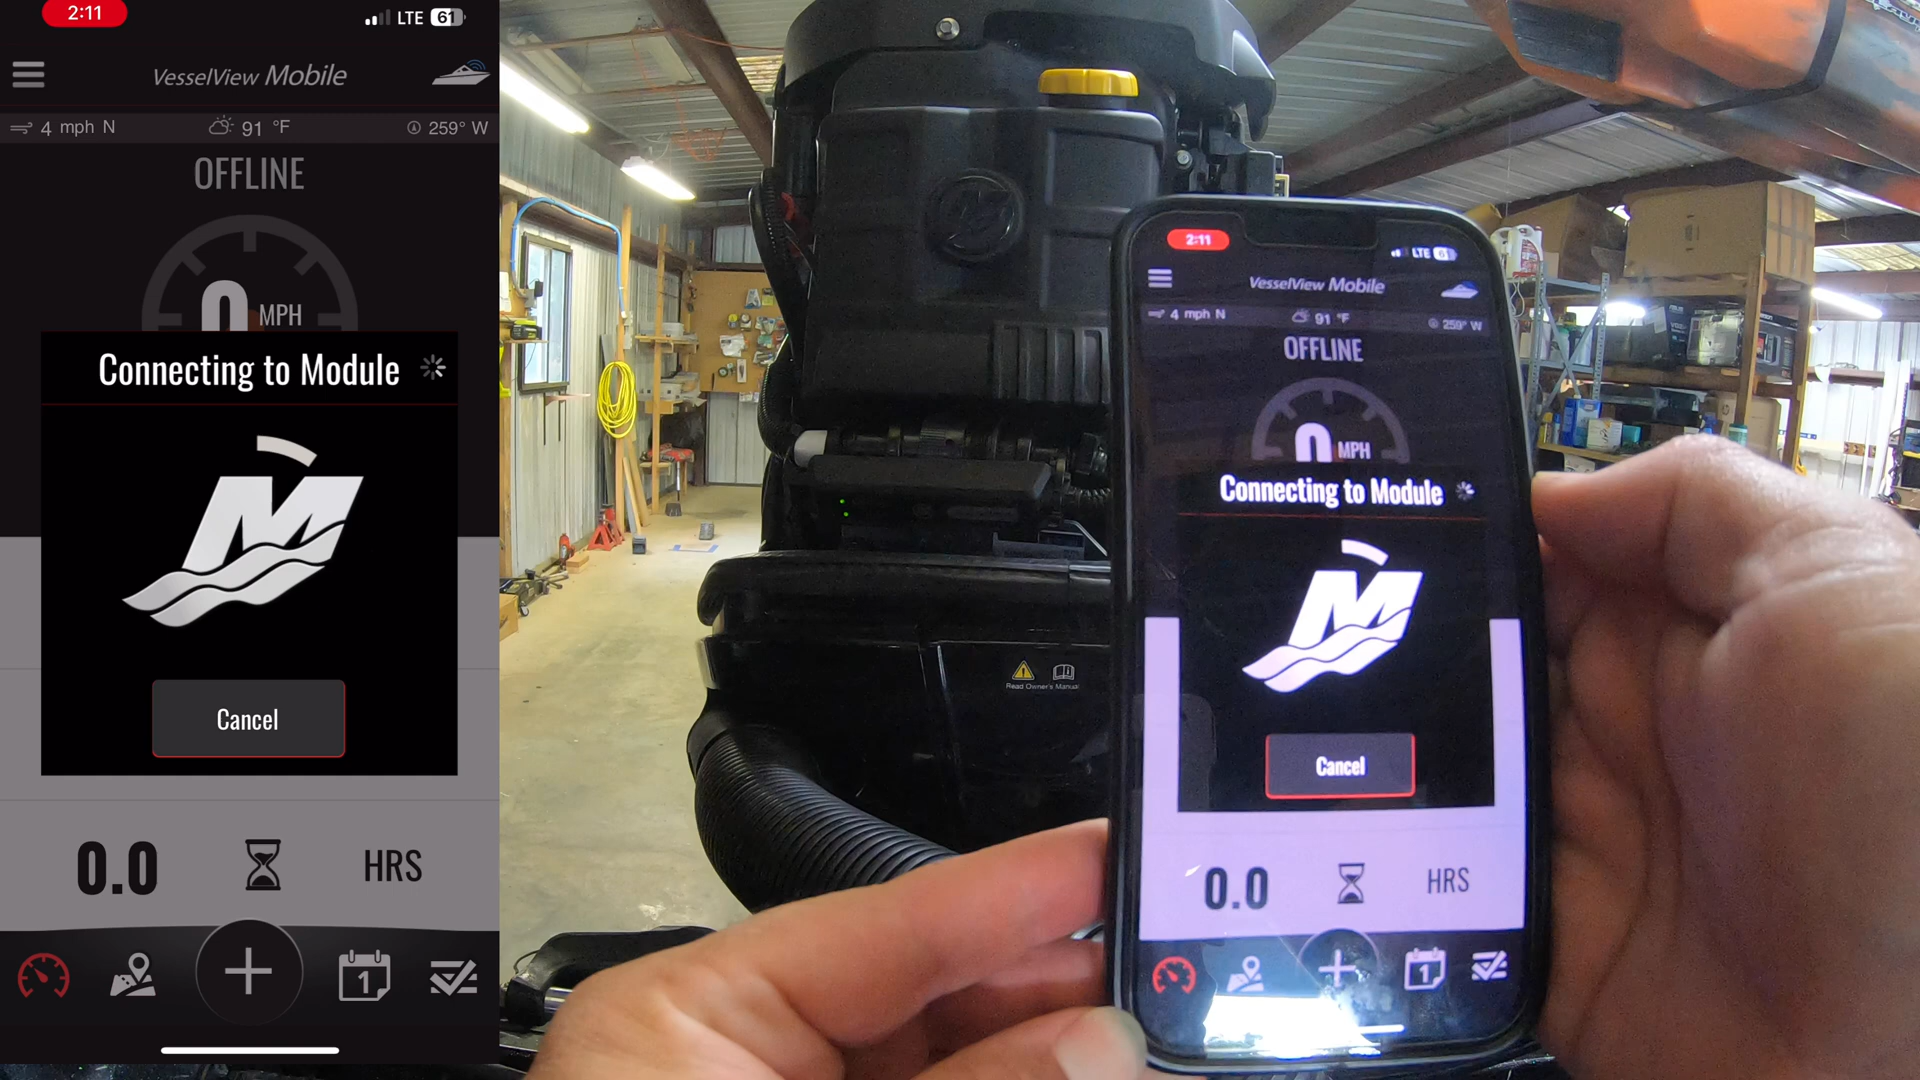 2:11
LTE 61
VesselView Mobile
4 mph N
91 °F
259° W
OFFLINE
0 MPH
Connecting to Module
M
Cancel
0.0
HRS
1
Read Owner's Manual
2:11
LTE 61
VesselView Mobile
4 mph N
91 °F
259° W
OFFLINE
0 MPH
Connecting to Module
M
Cancel
0.0
HRS
1